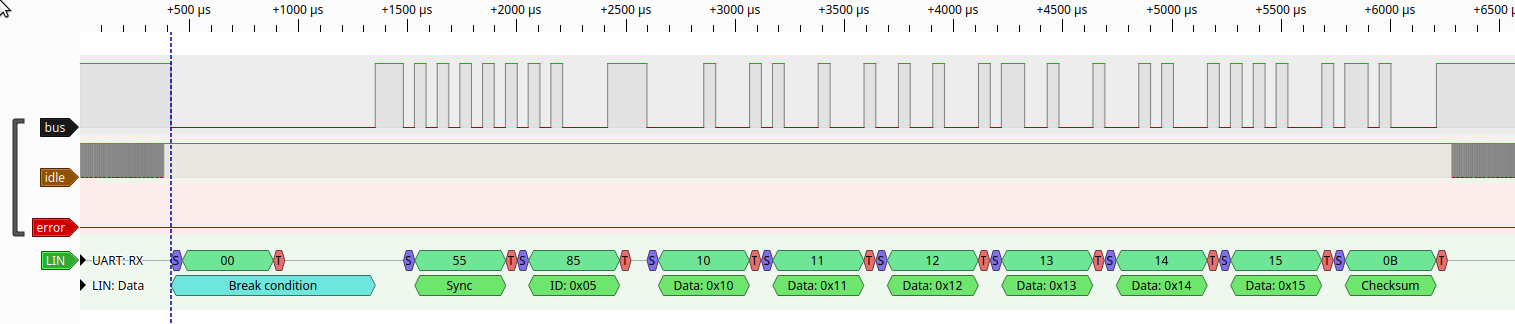 +500 µs +1000 µs +1500 µs +2000 µs +2500 µs +3000 µs +3500 µs +4000 µs +4500 µs +5000 µs +5500 µs +6000 µs +6500 µ
bus
idle
error
LIN UART: RX S 00 T S 55 T S 85 T S 10 T S 11 T S 12 T S 13 T S 14 T S 15 T S 0B T
LIN: Data Break condition Sync ID: 0x05 Data: 0x10 Data: 0x11 Data: 0x12 Data: 0x13 Data: 0x14 Data: 0x15 Checksum